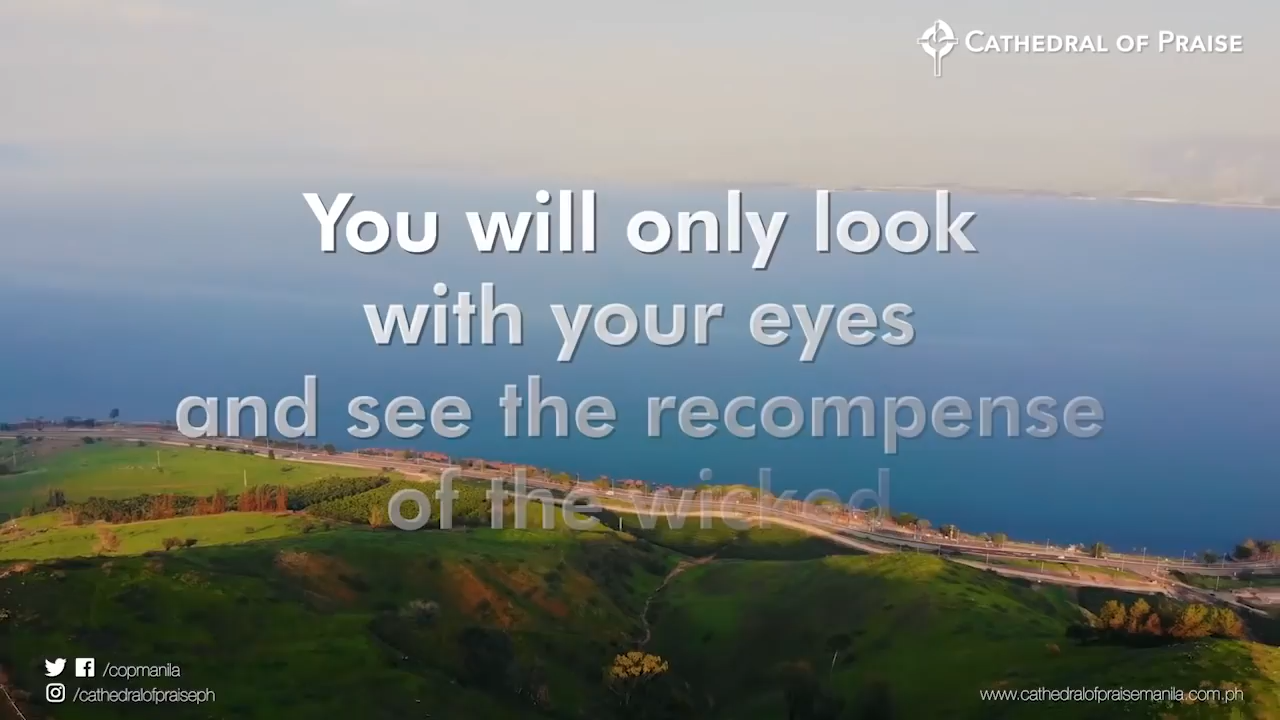 CATHEDRAL OF PRAISE
You will only look
with your eyes
and see the recompense
of the wicked
/copmanila
/cathedralofpraiseph
www.cathedralofpraisemanila.com.ph